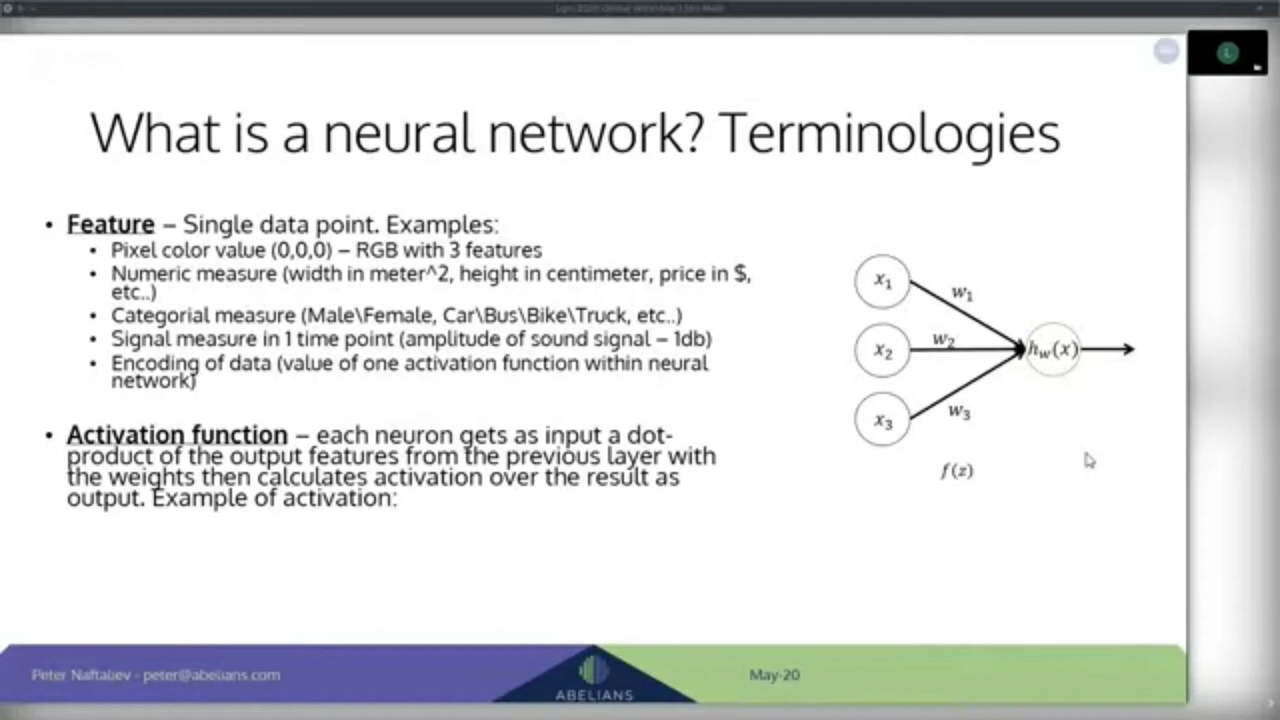 What is a neural network? Terminologies
• Feature – Single data point. Examples:
• Pixel color value (0,0,0) – RGB with 3 features
• Numeric measure (width in meter^2, height in centimeter, price in $,
etc..)
• Categorial measure (Male\Female, Car\Bus\Bike\Truck, etc..)
• Signal measure in 1 time point (amplitude of sound signal – 1db)
• Encoding of data (value of one activation function within neural
network)
• Activation function – each neuron gets as input a dot-
product of the output features from the previous layer with
the weights then calculates activation over the result as
output. Example of activation:
x₁
w₁
x₂
w₂
h_w(x)
x₃
w₃
f(z)
L
Peter Naftaliev - peter@abelians.com
ABELIANS
May-20